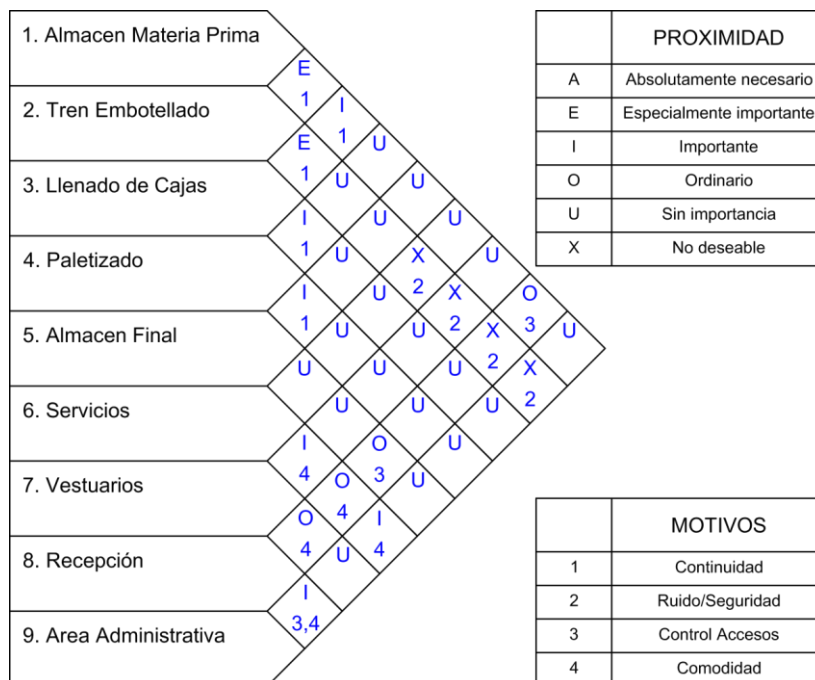 1. Almacen Materia Prima
2. Tren Embotellado
3. Llenado de Cajas
4. Paletizado
5. Almacen Final
6. Servicios
7. Vestuarios
8. Recepción
9. Area Administrativa
E
1 I
1 U
E
1 U U
I U U
1 U X U
2
I U X O
1 2 3
U U X U
2
U U U X
2
U U U
I O U
4 3
O U
4
O I
4 U 4
I
3,4
PROXIMIDAD
A Absolutamente necesario
E Especialmente importante
I Importante
O Ordinario
U Sin importancia
X No deseable
MOTIVOS
1 Continuidad
2 Ruido/Seguridad
3 Control Accesos
4 Comodidad